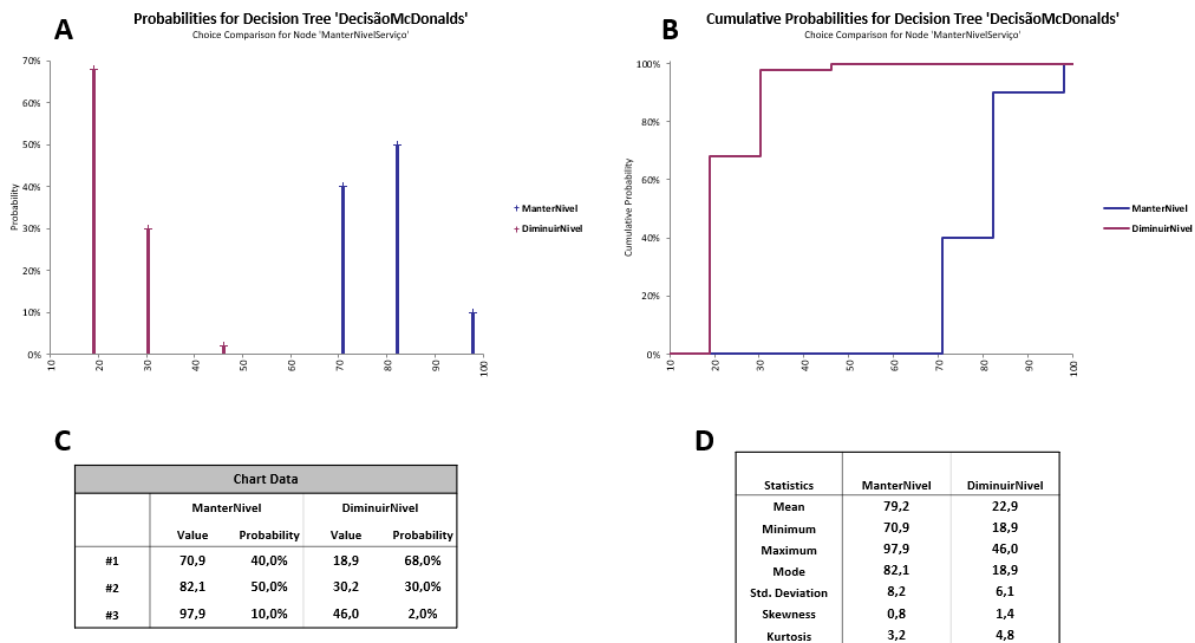 A
Probabilities for Decision Tree 'DecisãoMcDonalds'
Choice Comparison for Node 'ManterNivelServiço'
70%
60%
50%
40%
30%
20%
10%
0%
Probability
10
20
30
40
50
60
70
80
90
100
ManterNivel
DiminuirNivel
B
Cumulative Probabilities for Decision Tree 'DecisãoMcDonalds'
Choice Comparison for Node 'ManterNivelServiço'
100%
80%
60%
40%
20%
0%
Cumulative Probability
10
20
30
40
50
60
70
80
90
100
ManterNivel
DiminuirNivel
C
Chart Data
ManterNivel DiminuirNivel
Value Probability Value Probability
#1 70,9 40,0% 18,9 68,0%
#2 82,1 50,0% 30,2 30,0%
#3 97,9 10,0% 46,0 2,0%
D
Statistics ManterNivel DiminuirNivel
Mean 79,2 22,9
Minimum 70,9 18,9
Maximum 97,9 46,0
Mode 82,1 18,9
Std. Deviation 8,2 6,1
Skewness 0,8 1,4
Kurtosis 3,2 4,8